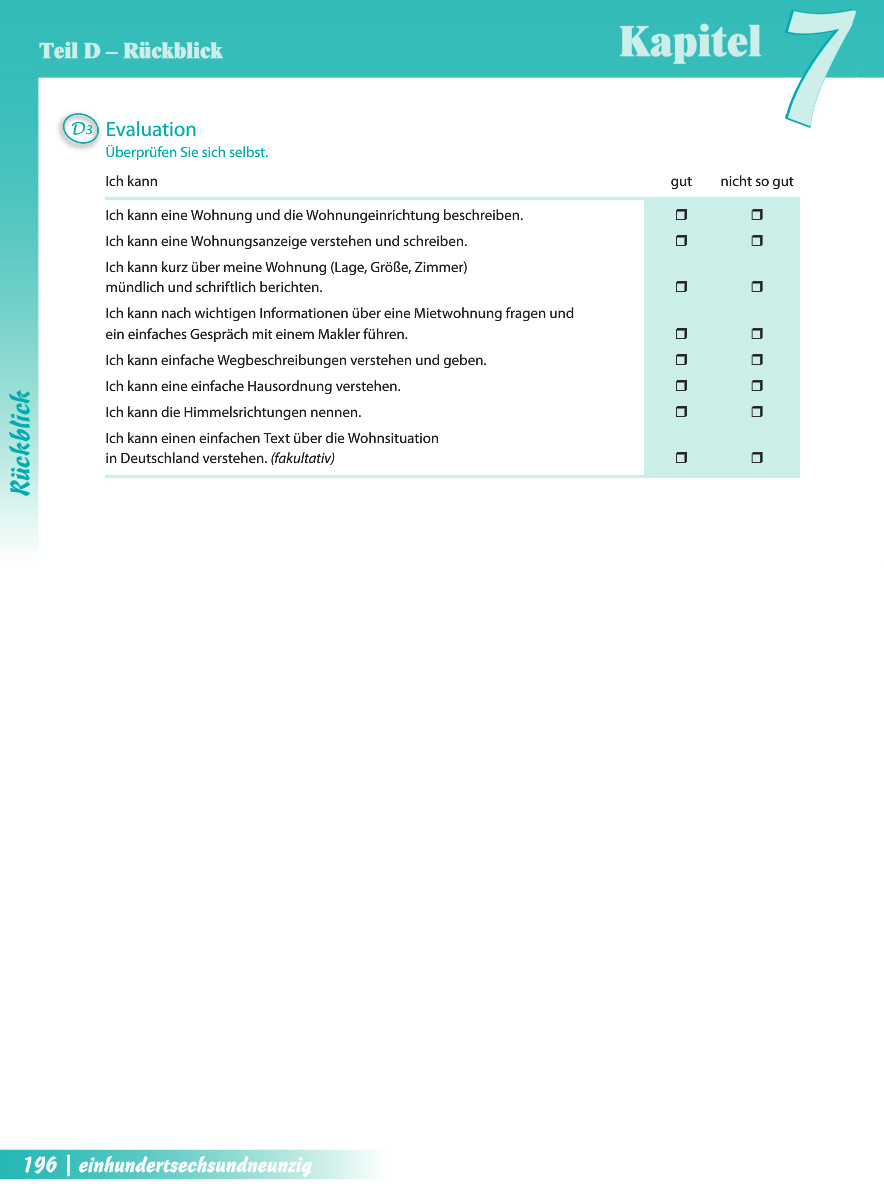 Teil D – Rückblick
Kapitel 7
D3 Evaluation
Überprüfen Sie sich selbst.
Ich kann gut nicht so gut
Ich kann eine Wohnung und die Wohnungeinrichtung beschreiben.
Ich kann eine Wohnungsanzeige verstehen und schreiben.
Ich kann kurz über meine Wohnung (Lage, Größe, Zimmer)
mündlich und schriftlich berichten.
Ich kann nach wichtigen Informationen über eine Mietwohnung fragen und
ein einfaches Gespräch mit einem Makler führen.
Ich kann einfache Wegbeschreibungen verstehen und geben.
Ich kann eine einfache Hausordnung verstehen.
Ich kann die Himmelsrichtungen nennen.
Ich kann einen einfachen Text über die Wohnsituation
in Deutschland verstehen. (fakultativ)
Rückblick
196 | einhundertsechsundneunzig